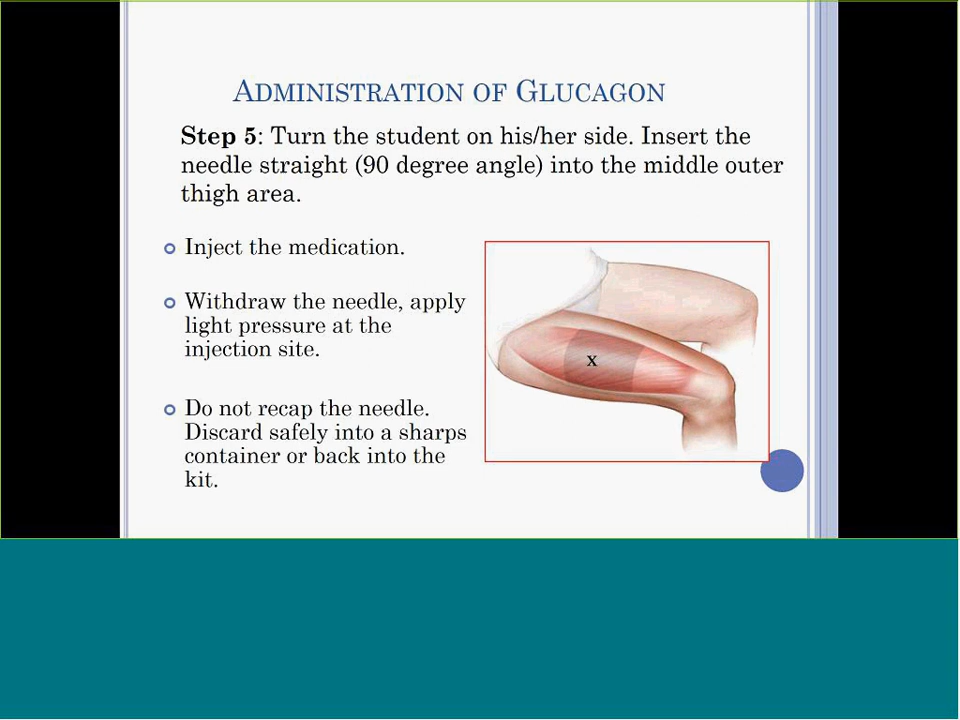 ADMINISTRATION OF GLUCAGON
Step 5: Turn the student on his/her side. Insert the
needle straight (90 degree angle) into the middle outer
thigh area.
Inject the medication.
Withdraw the needle, apply
light pressure at the
injection site.
Do not recap the needle.
Discard safely into a sharps
container or back into the
kit.
x